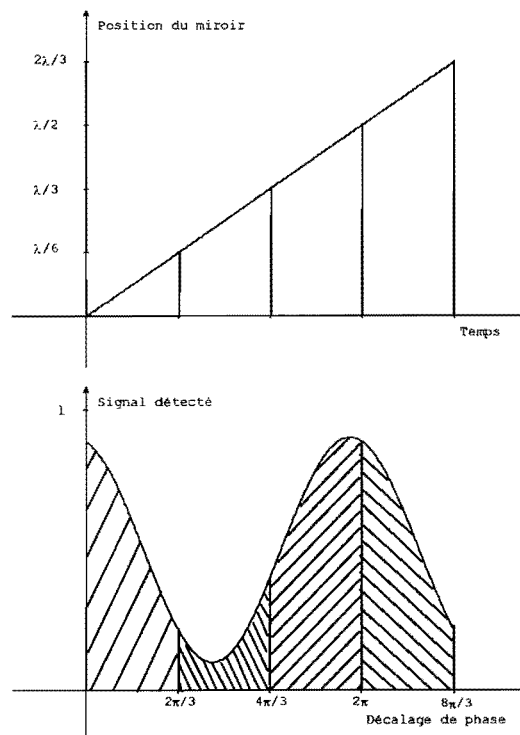 Position du miroir
2λ/3
λ/2
λ/3
λ/6
Temps
1
Signal détecté
2π/3
4π/3
2π
8π/3
Décalage de phase